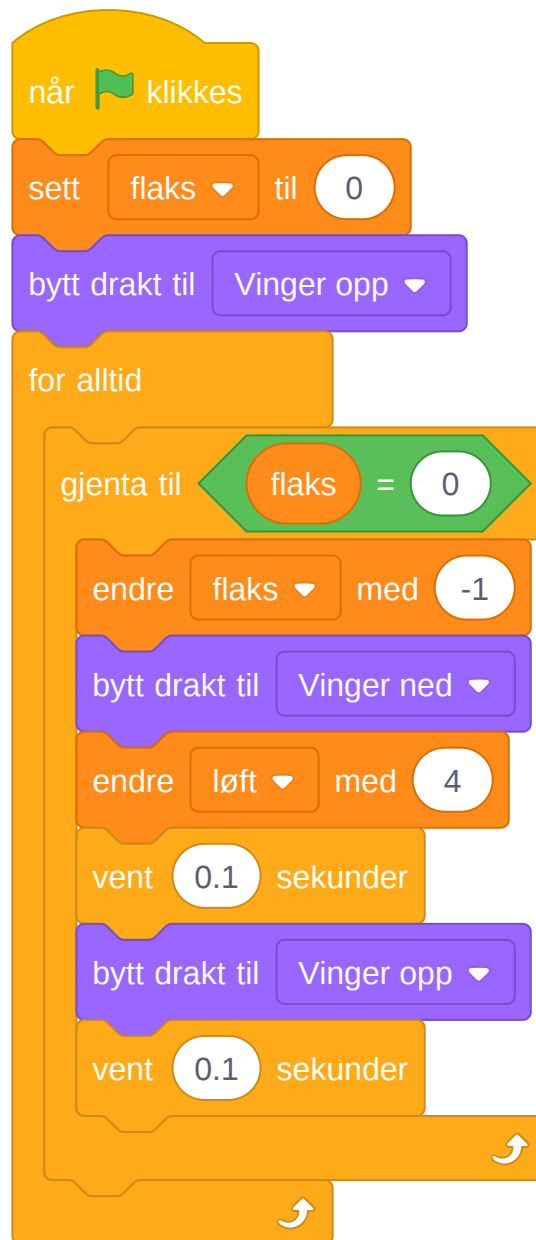 når klikkes
sett flaks til 0
bytt drakt til Vinger opp
for alltid
gjenta til flaks = 0
endre flaks med -1
bytt drakt til Vinger ned
endre løft med 4
vent 0.1 sekunder
bytt drakt til Vinger opp
vent 0.1 sekunder